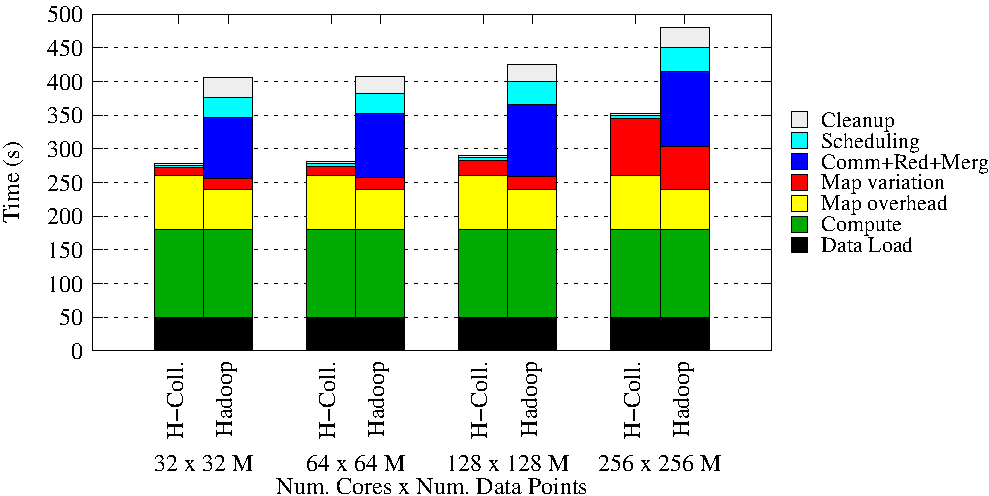 500
450
400
350
300
250
200
150
100
50
0
Time (s)
H−Coll.
Hadoop
H−Coll.
Hadoop
H−Coll.
Hadoop
H−Coll.
Hadoop
32 x 32 M
64 x 64 M
128 x 128 M
256 x 256 M
Num. Cores x Num. Data Points
Cleanup
Scheduling
Comm+Red+Merg
Map variation
Map overhead
Compute
Data Load